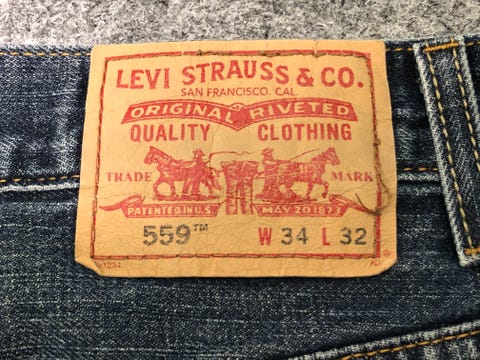 LEVI STRAUSS & CO.
SAN FRANCISCO, CAL.
ORIGINAL RIVETED
QUALITY CLOTHING
TRADE MARK
PATENTED IN U.S. MAY 20 1873
559™ W 34 L 32
®